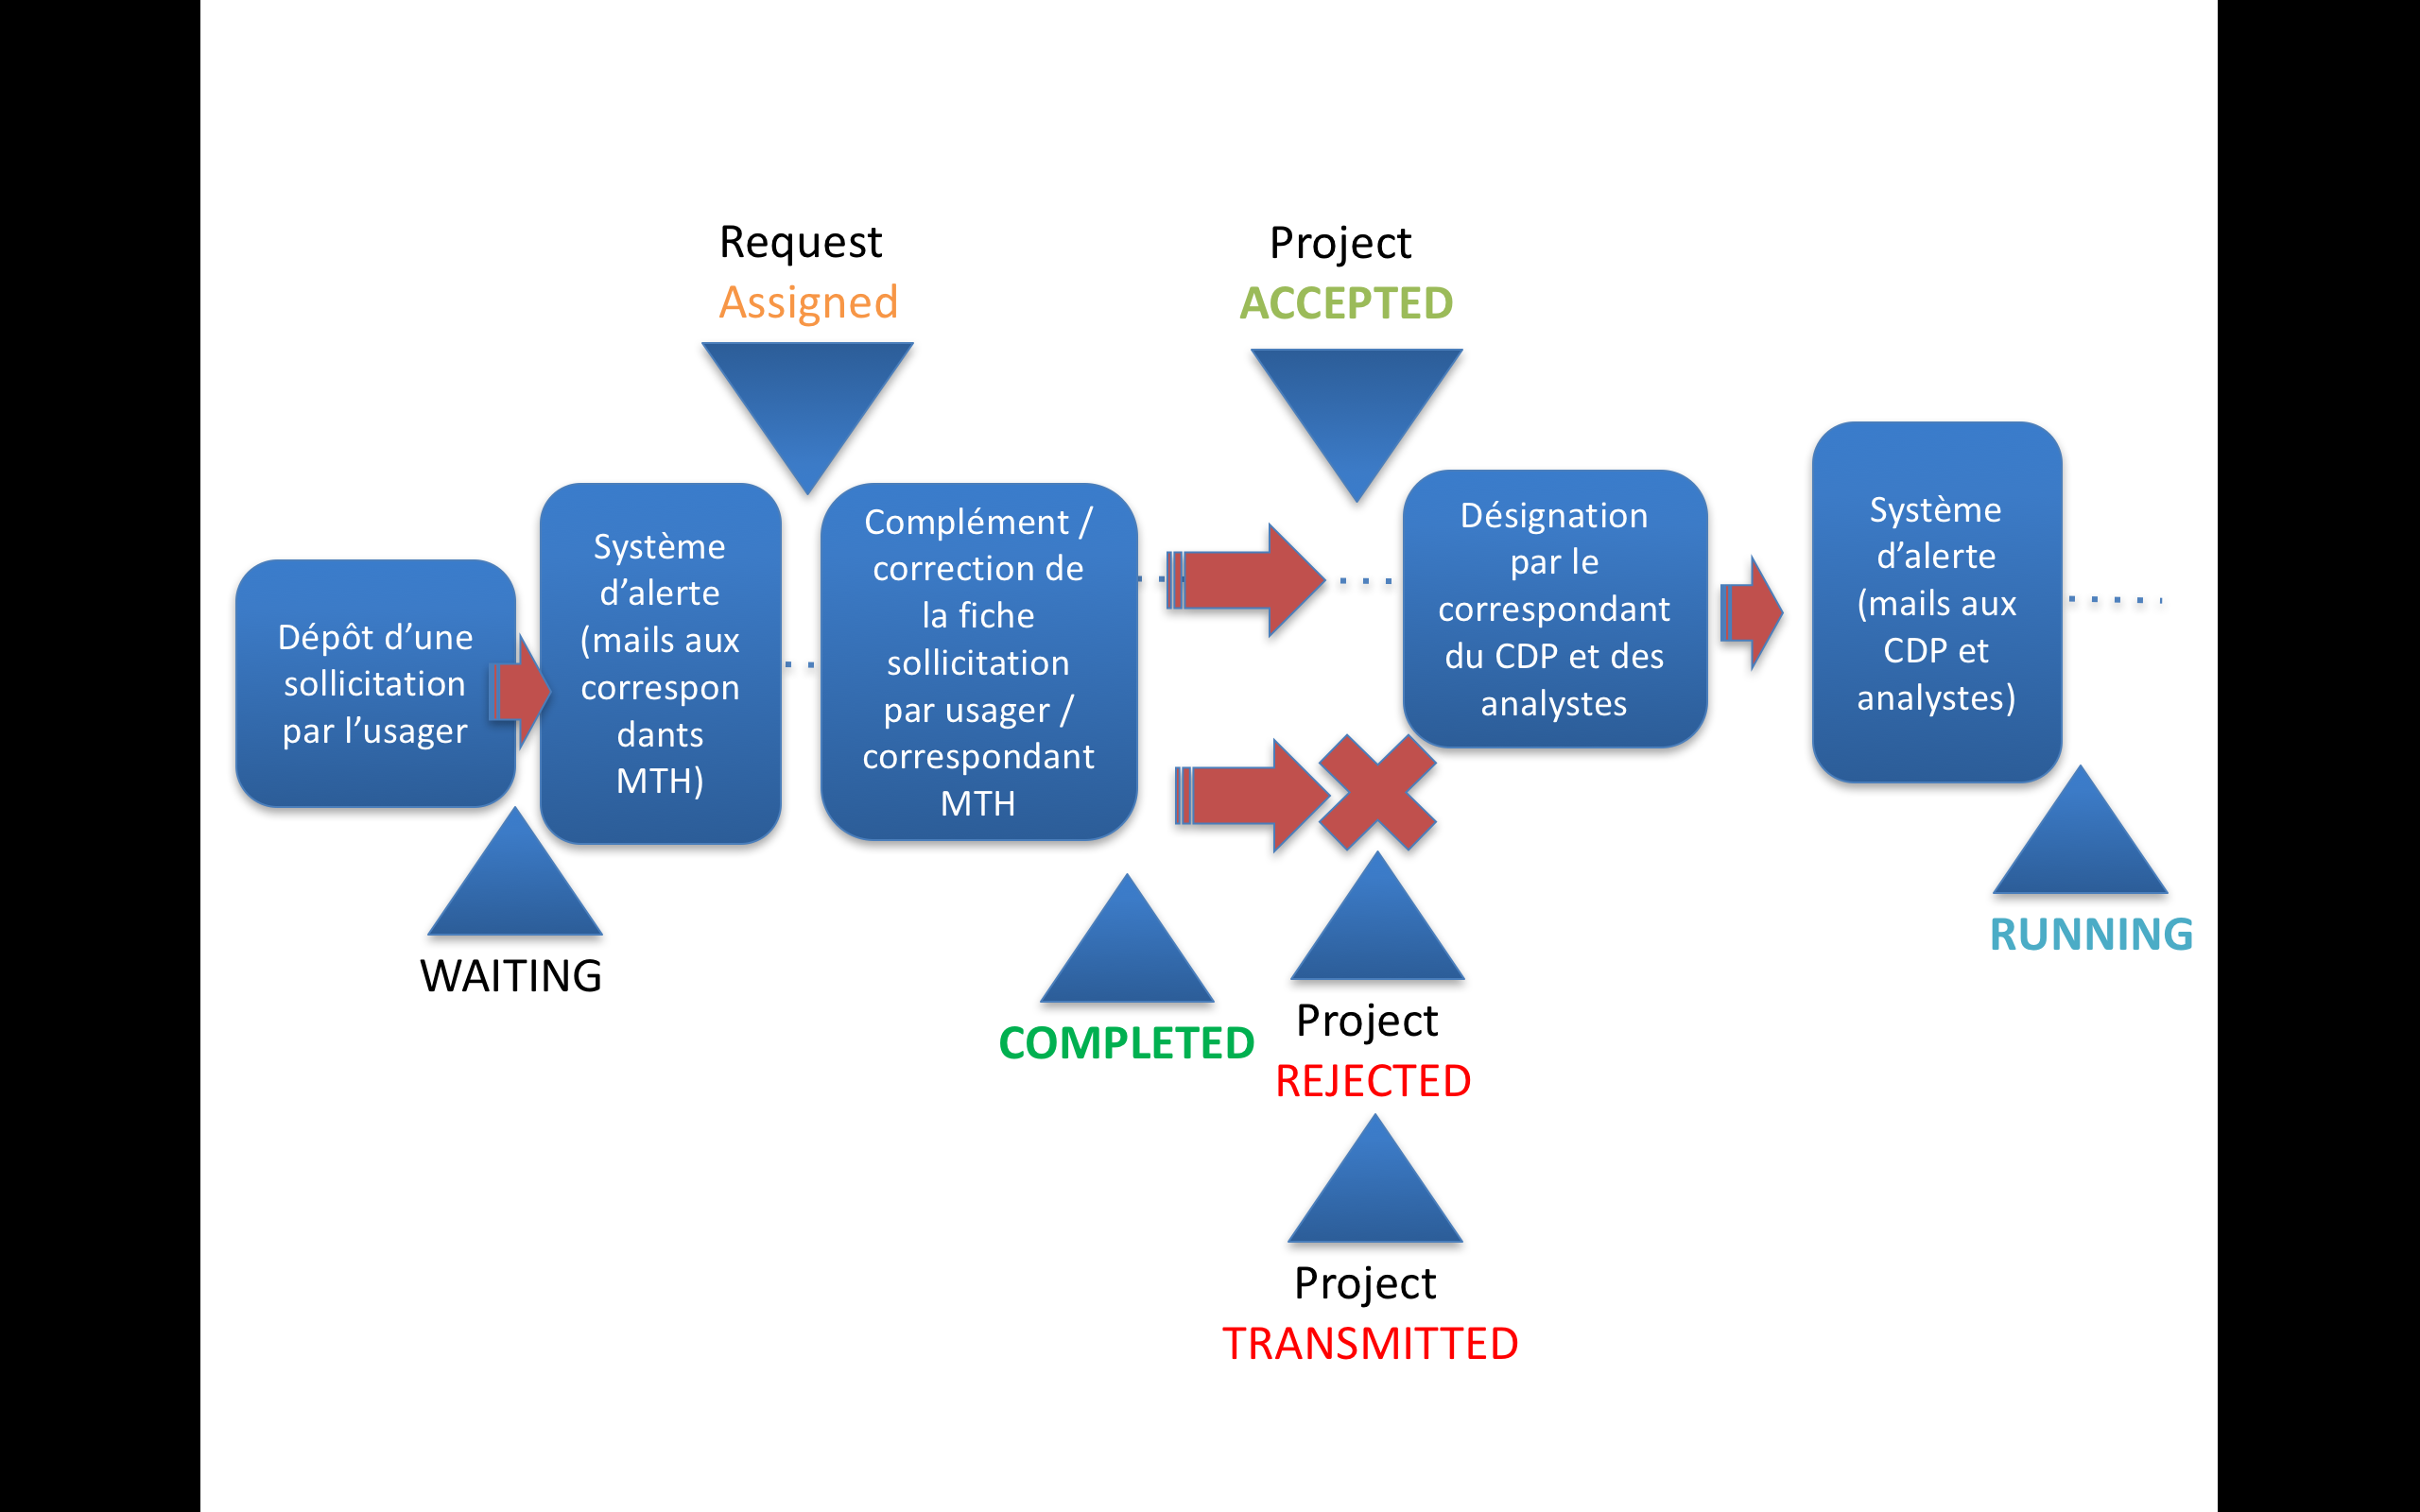 Request
Assigned
Project
ACCEPTED
Dépôt d’une
sollicitation
par l’usager
Système
d’alerte
(mails aux
correspon
dants
MTH)
Complément /
correction de
la fiche
sollicitation
par usager /
correspondant
MTH
Désignation
par le
correspondant
du CDP et des
analystes
Système
d’alerte
(mails aux
CDP et
analystes)
WAITING
COMPLETED
Project
REJECTED
RUNNING
Project
TRANSMITTED